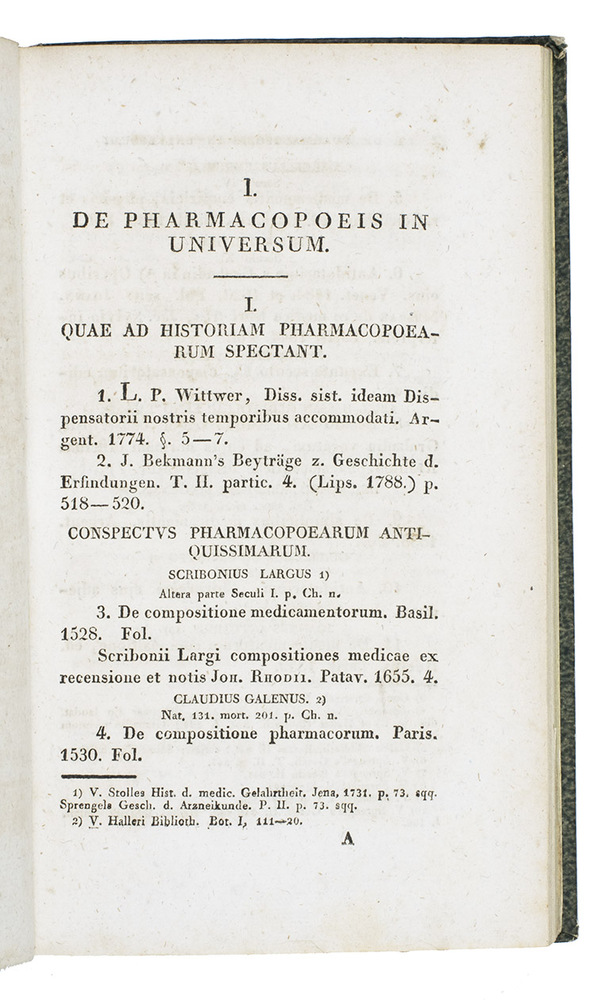 I.
DE PHARMACOPOEIS IN
UNIVERSUM.
I.
QUAE AD HISTORIAM PHARMACOPOEA-
RUM SPECTANT.
1. L. P. Wittwer, Diss. sist. ideam Dis-
pensatorii nostris temporibus accommodati. Ar-
gent. 1774. §. 5—7.
2. J. Bekmann's Beyträge z. Geschichte d.
Erfindungen. T. II. partic. 4. (Lips. 1788.) p.
518—520.
CONSPECTVS PHARMACOPOEARUM ANTI-
QUISSIMARUM.
SCRIBONIUS LARGUS 1)
Altera parte Seculi I. p. Ch. n.
3. De compositione medicamentorum. Basil.
1528. Fol.
Scribonii Largi compositiones medicae ex
recensione et notis Joh. Rhodii. Patav. 1655. 4.
CLAUDIUS GALENUS. 2)
Nat. 131. mort. 201. p. Ch. n.
4. De compositione pharmacorum. Paris.
1530. Fol.
1) V. Stolles Hist. d. medic. Gelahrtheit. Jena, 1731. p. 73. sqq.
Sprengels Gesch. d. Arzneikunde. P. II. p. 73. sqq.
2) V. Halleri Biblioth. Bot. I, 111—20.
A